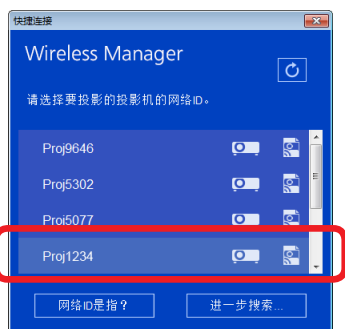 快捷连接
Wireless Manager
请选择要投影的投影机的网络ID。
Proj9646
Proj5302
Proj5077
Proj1234
网络ID是指？
进一步搜索...